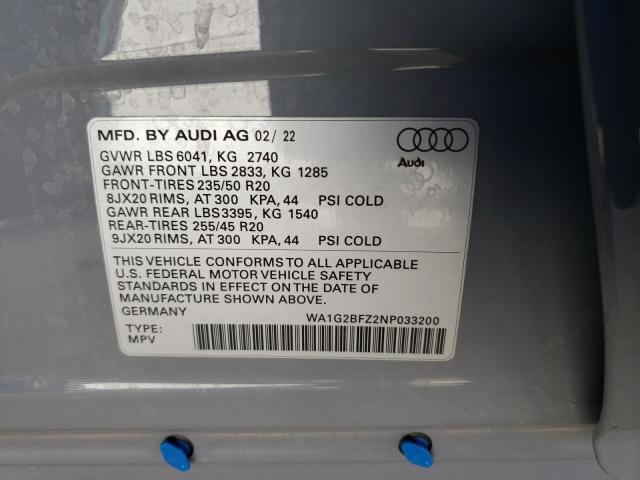 MFD. BY AUDI AG 02/ 22
GVWR LBS 6041, KG 2740
GAWR FRONT LBS 2833, KG 1285
FRONT-TIRES 235/50 R20
8JX20 RIMS, AT 300 KPA, 44 PSI COLD
GAWR REAR LBS3395, KG 1540
REAR-TIRES 255/45 R20
9JX20 RIMS, AT 300 KPA, 44 PSI COLD
Audi
THIS VEHICLE CONFORMS TO ALL APPLICABLE
U.S. FEDERAL MOTOR VEHICLE SAFETY
STANDARDS IN EFFECT ON THE DATE OF
MANUFACTURE SHOWN ABOVE.
GERMANY
WA1G2BFZ2NP033200
TYPE:
MPV